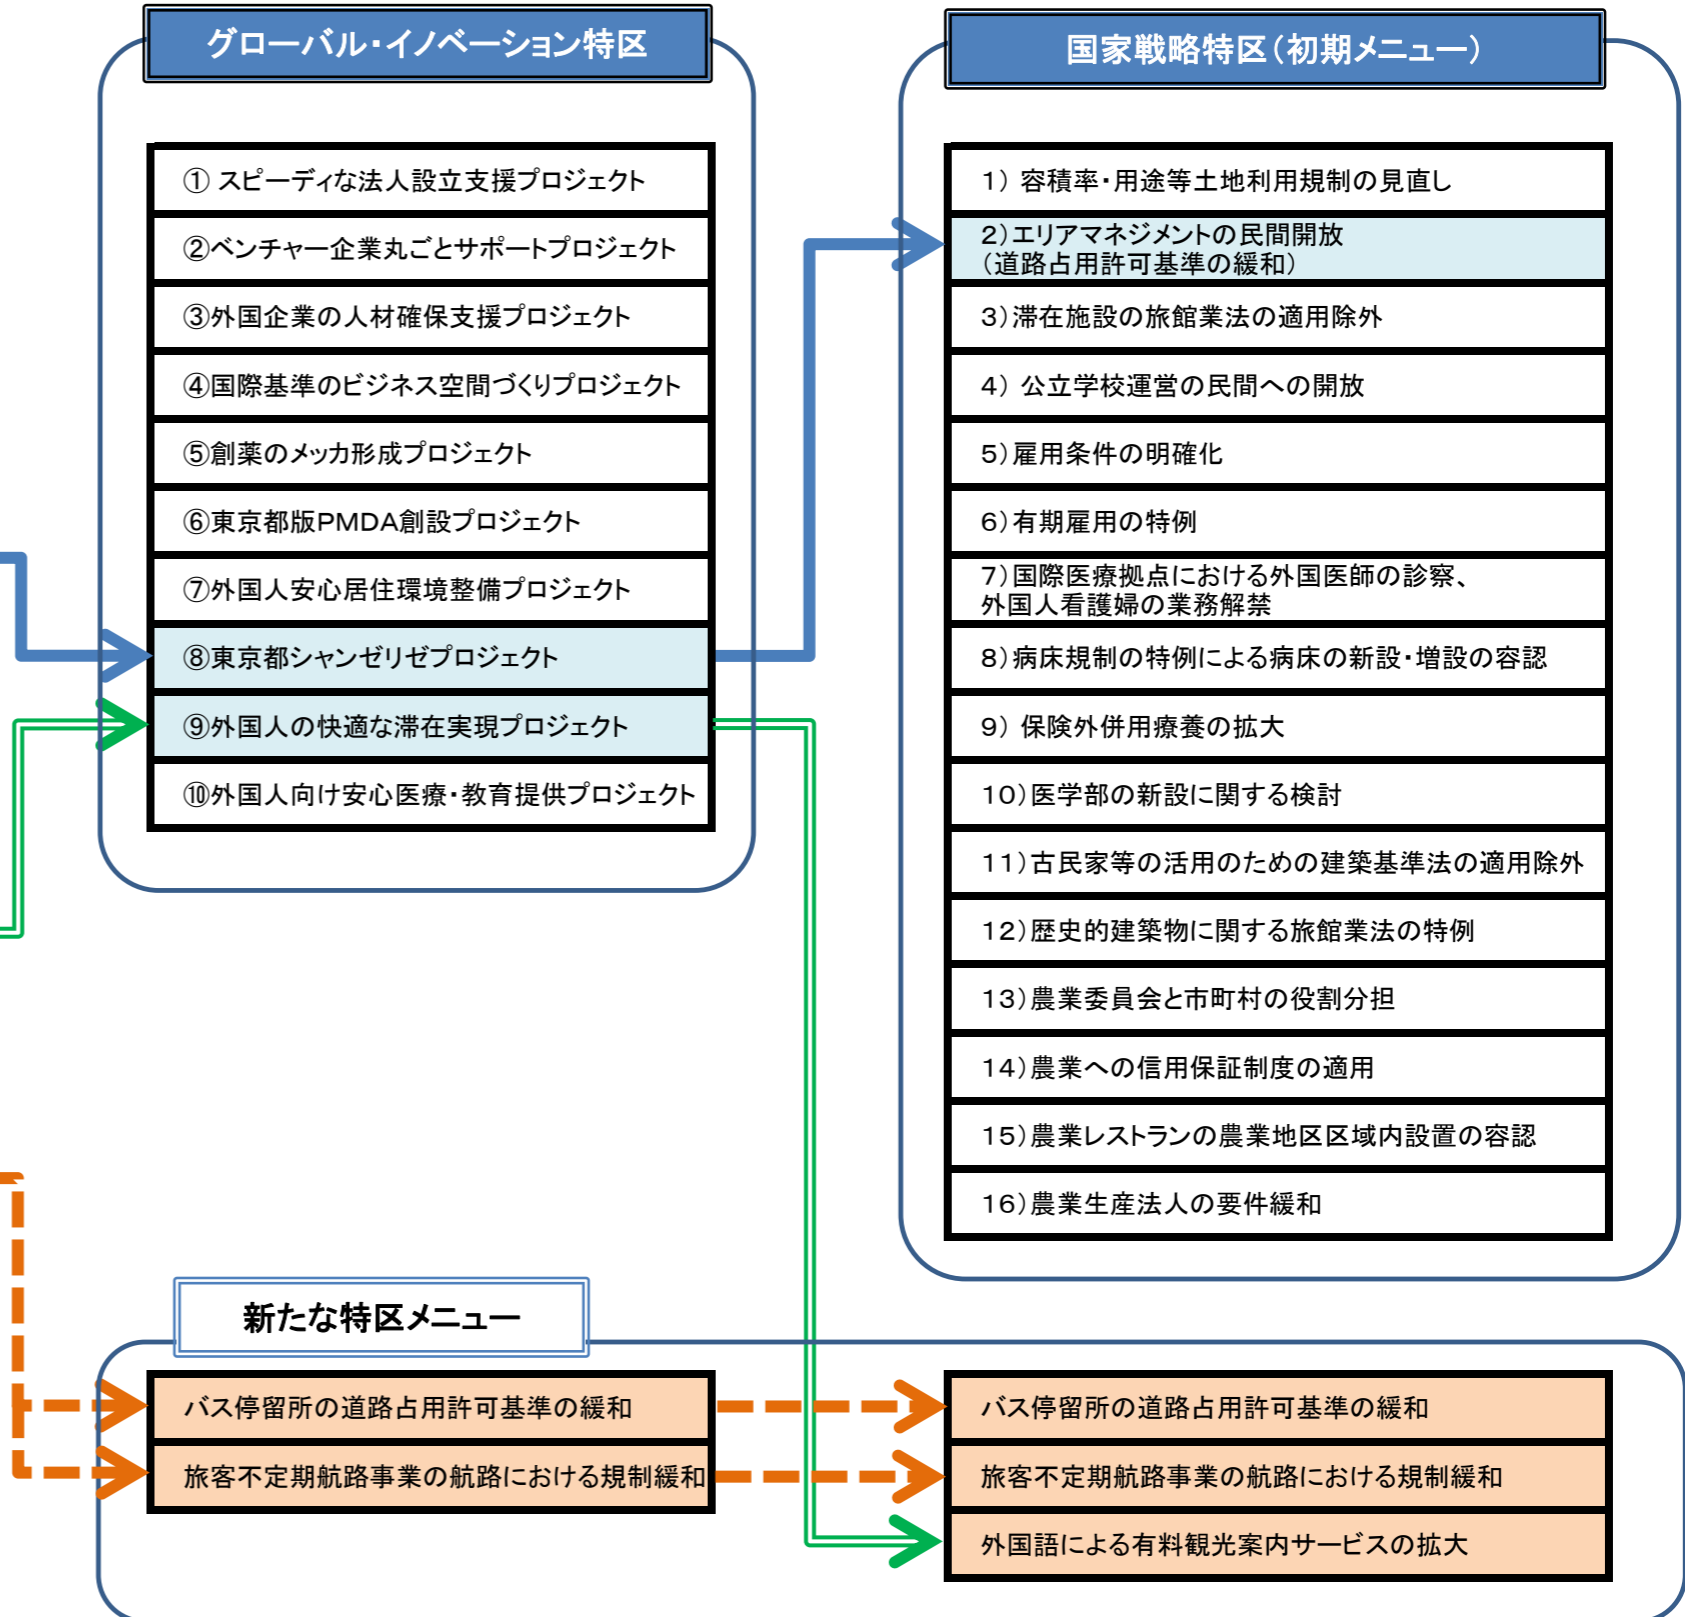 グローバル・イノベーション特区
① スピーディな法人設立支援プロジェクト
②ベンチャー企業丸ごとサポートプロジェクト
③外国企業の人材確保支援プロジェクト
④国際基準のビジネス空間づくりプロジェクト
⑤創薬のメッカ形成プロジェクト
⑥東京都版PMDA創設プロジェクト
⑦外国人安心居住環境整備プロジェクト
⑧東京都シャンゼリゼプロジェクト
⑨外国人の快適な滞在実現プロジェクト
⑩外国人向け安心医療・教育提供プロジェクト
国家戦略特区（初期メニュー）
1） 容積率・用途等土地利用規制の見直し
2）エリアマネジメントの民間開放
（道路占用許可基準の緩和）
3）滞在施設の旅館業法の適用除外
4） 公立学校運営の民間への開放
5）雇用条件の明確化
6）有期雇用の特例
7）国際医療拠点における外国医師の診察、
外国人看護婦の業務解禁
8）病床規制の特例による病床の新設・増設の容認
9） 保険外併用療養の拡大
10）医学部の新設に関する検討
11）古民家等の活用のための建築基準法の適用除外
12）歴史的建築物に関する旅館業法の特例
13）農業委員会と市町村の役割分担
14）農業への信用保証制度の適用
15）農業レストランの農業地区区域内設置の容認
16）農業生産法人の要件緩和
新たな特区メニュー
バス停留所の道路占用許可基準の緩和
旅客不定期航路事業の航路における規制緩和
バス停留所の道路占用許可基準の緩和
旅客不定期航路事業の航路における規制緩和
外国語による有料観光案内サービスの拡大